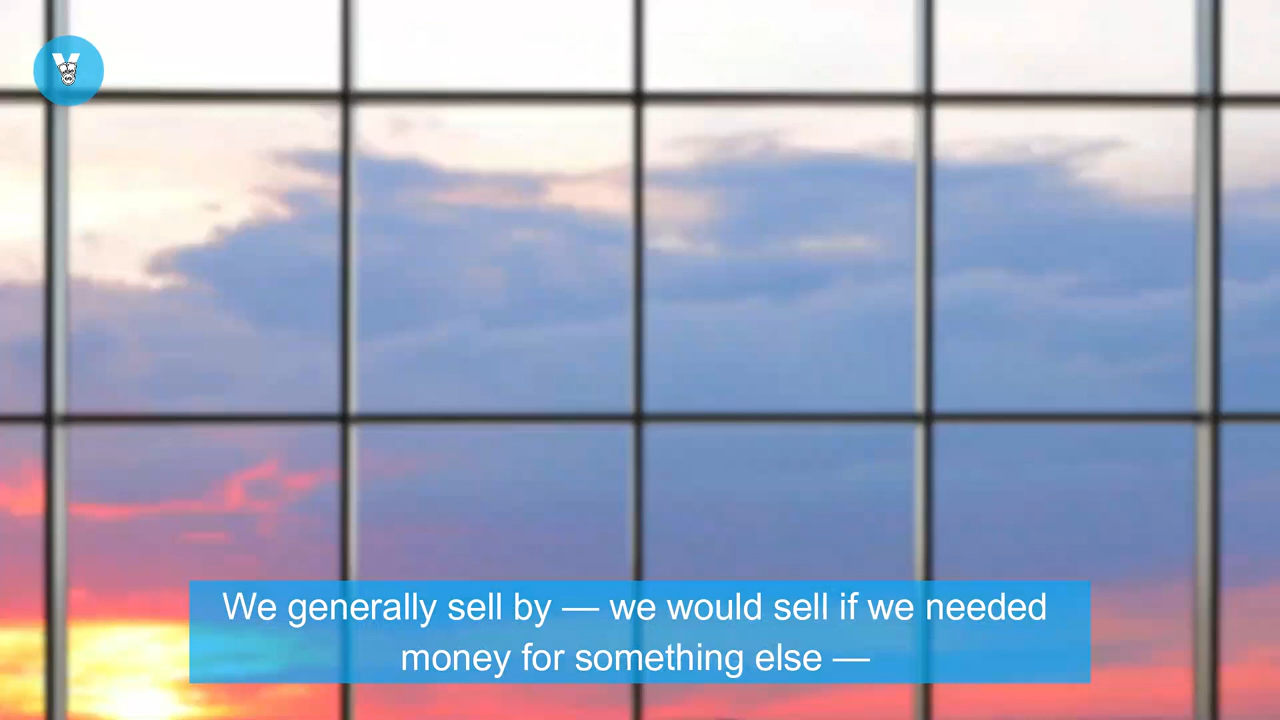 We generally sell by — we would sell if we needed
money for something else —